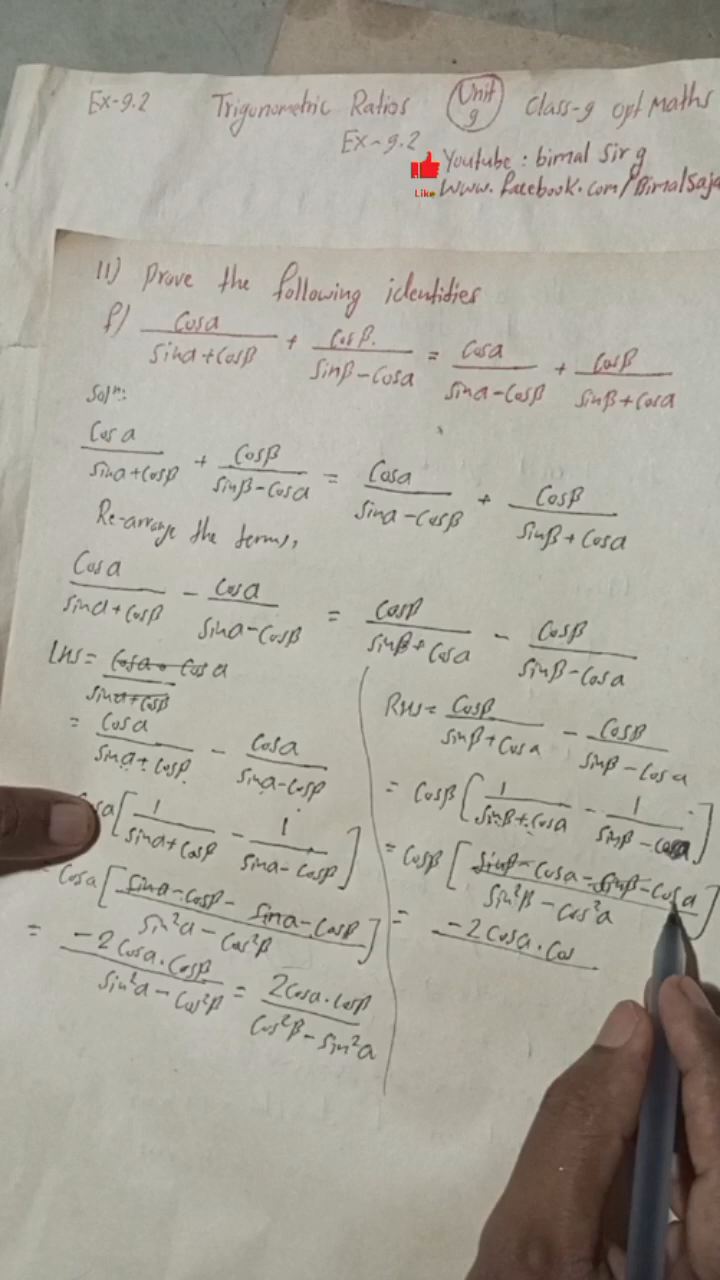 Ex-9.2 Trigonometric Ratios Unit 9 Class-9 opt Maths
Ex-9.2
Youtube : birmal Sir g
Like www.facebook.com/Birmalsaja
11) Prove the following identities
f) Cosα/(Sinα+Cosβ) + Cosβ/(Sinβ-Cosα) = Cosα/(Sinα-Cosβ) + Cosβ/(Sinβ+Cosα)
Solⁿ:
Cosα/(Sinα+Cosβ) + Cosβ/(Sinβ-Cosα) = Cosα/(Sinα-Cosβ) + Cosβ/(Sinβ+Cosα)
Re-arrange the terms,
Cosα/(Sinα+Cosβ) - Cosα/(Sinα-Cosβ) = Cosβ/(Sinβ+Cosα) - Cosβ/(Sinβ-Cosα)
LHS =
= Cosα/(Sinα+Cosβ) - Cosα/(Sinα-Cosβ)
Cosα[1/(Sinα+Cosβ) - 1/(Sinα-Cosβ)]
Cosα[(Sinα-Cosβ-Sinα-Cosβ)/(Sin²α-Cos²β)]
= -2Cosα.Cosβ/(Sin²α-Cos²β) = 2Cosα.Cosβ/(Cos²β-Sin²α)
RHS = Cosβ/(Sinβ+Cosα) - Cosβ/(Sinβ-Cosα)
= Cosβ[1/(Sinβ+Cosα) - 1/(Sinβ-Cosα)]
= Cosβ[(Sinβ-Cosα-Sinβ-Cosα)/(Sin²β-Cos²α)]
= -2Cosα.Cos